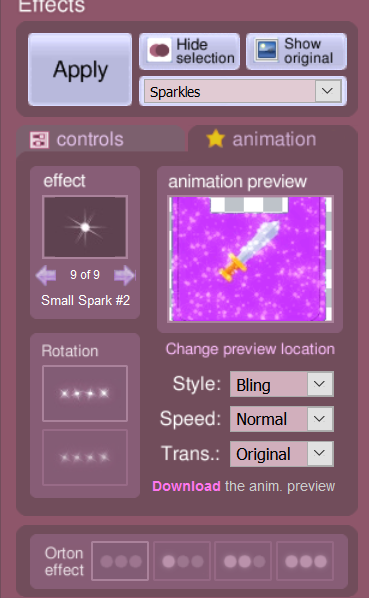 Effects
Apply
Hide
selection
Show
original
Sparkles
controls
animation
effect
9 of 9
Small Spark #2
animation preview
Change preview location
Rotation
Style: Bling
Speed: Normal
Trans.: Original
Download the anim. preview
Orton
effect